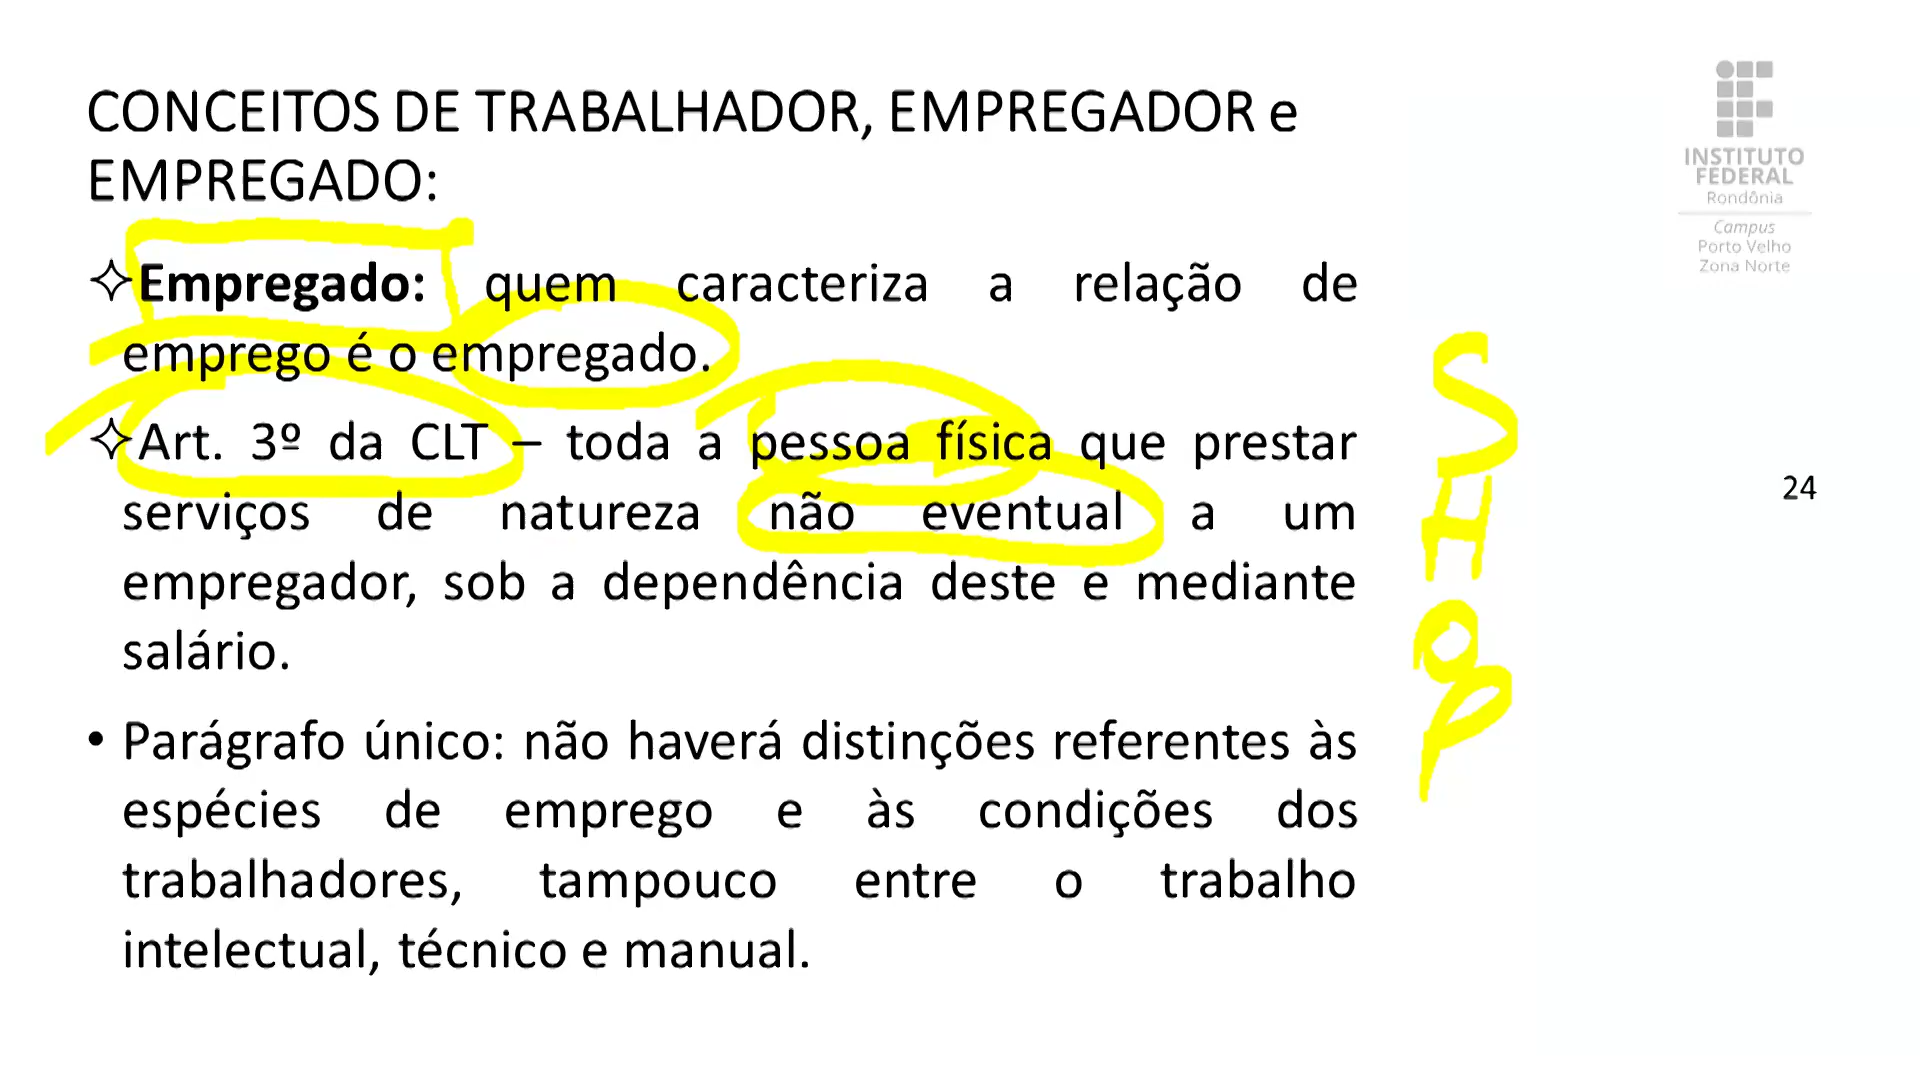 CONCEITOS DE TRABALHADOR, EMPREGADOR e
EMPREGADO:
Empregado: quem caracteriza a relação de
emprego é o empregado.
Art. 3º da CLT – toda a pessoa física que prestar
serviços de natureza não eventual a um
empregador, sob a dependência deste e mediante
salário.
• Parágrafo único: não haverá distinções referentes às
espécies de emprego e às condições dos
trabalhadores, tampouco entre o trabalho
intelectual, técnico e manual.
INSTITUTO
FEDERAL
Rondônia
Campus
Porto Velho
Zona Norte
S
H
O
P
24